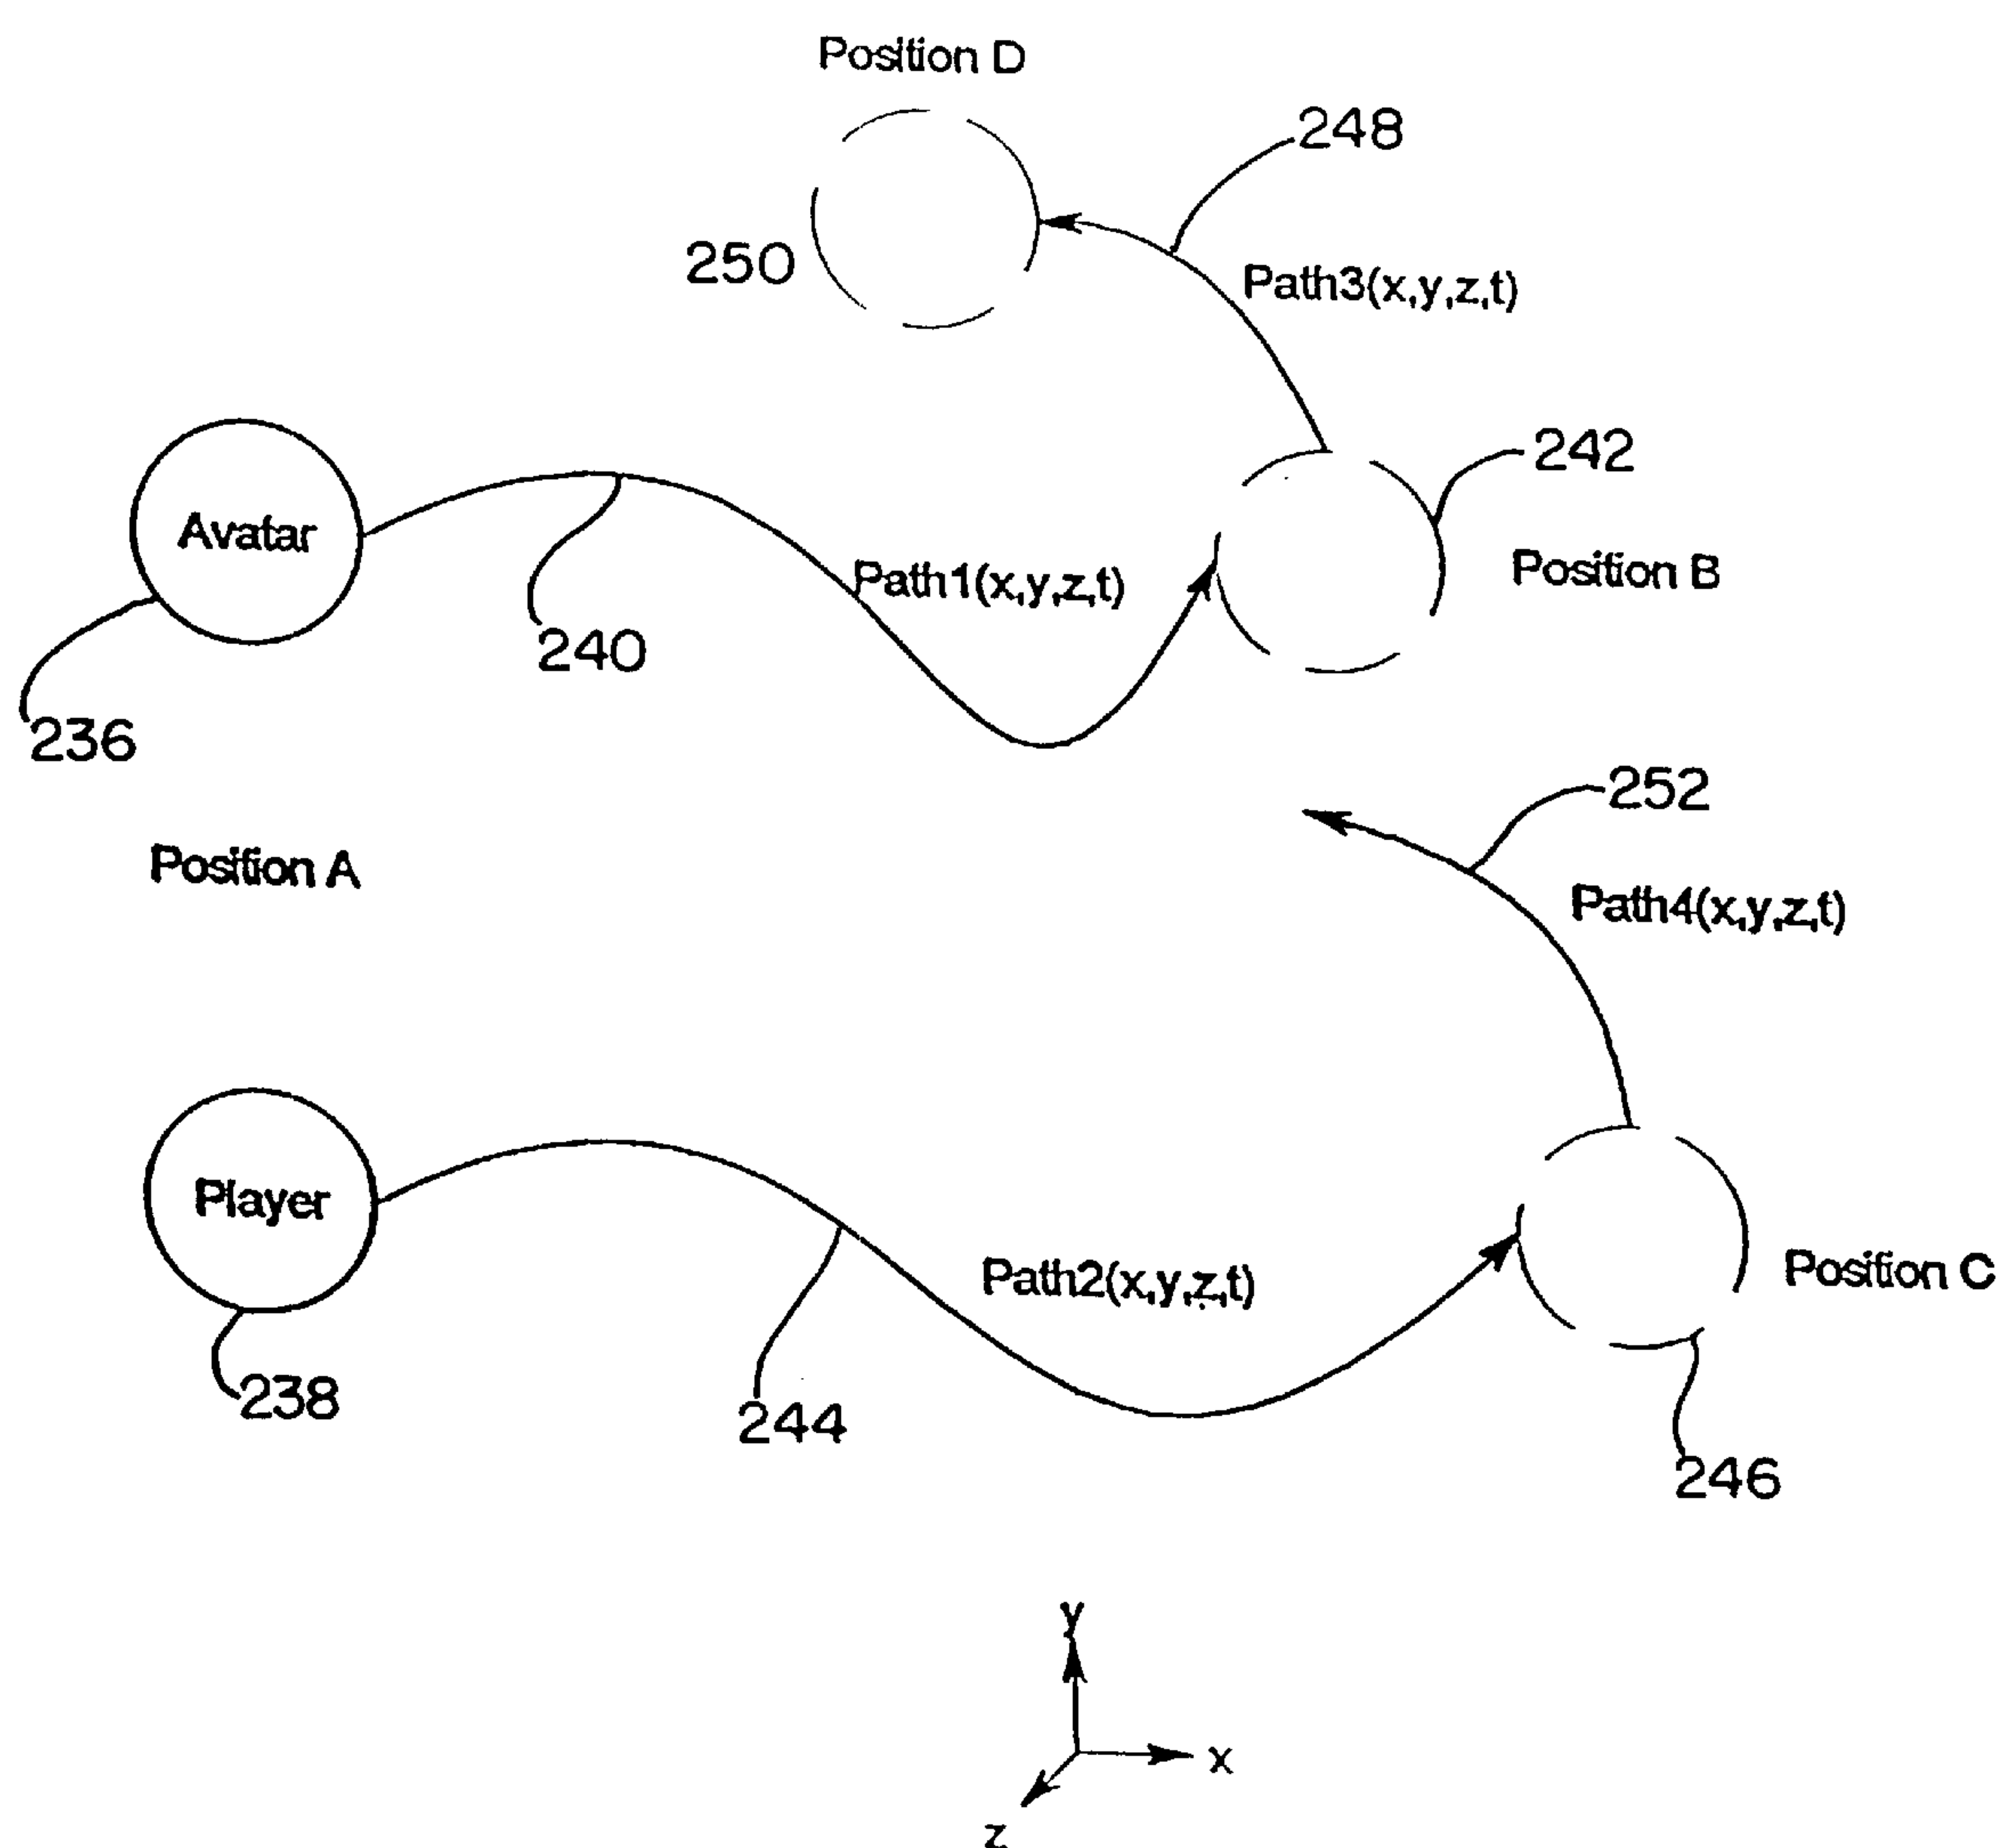 Position D
248
250
Path3(x,y,z,t)
242
Avatar
Position B
Path1(x,y,z,t)
240
236
252
Position A
Path4(x,y,z,t)
Player
Position C
Path2(x,y,z,t)
238
244
246
y
x
z